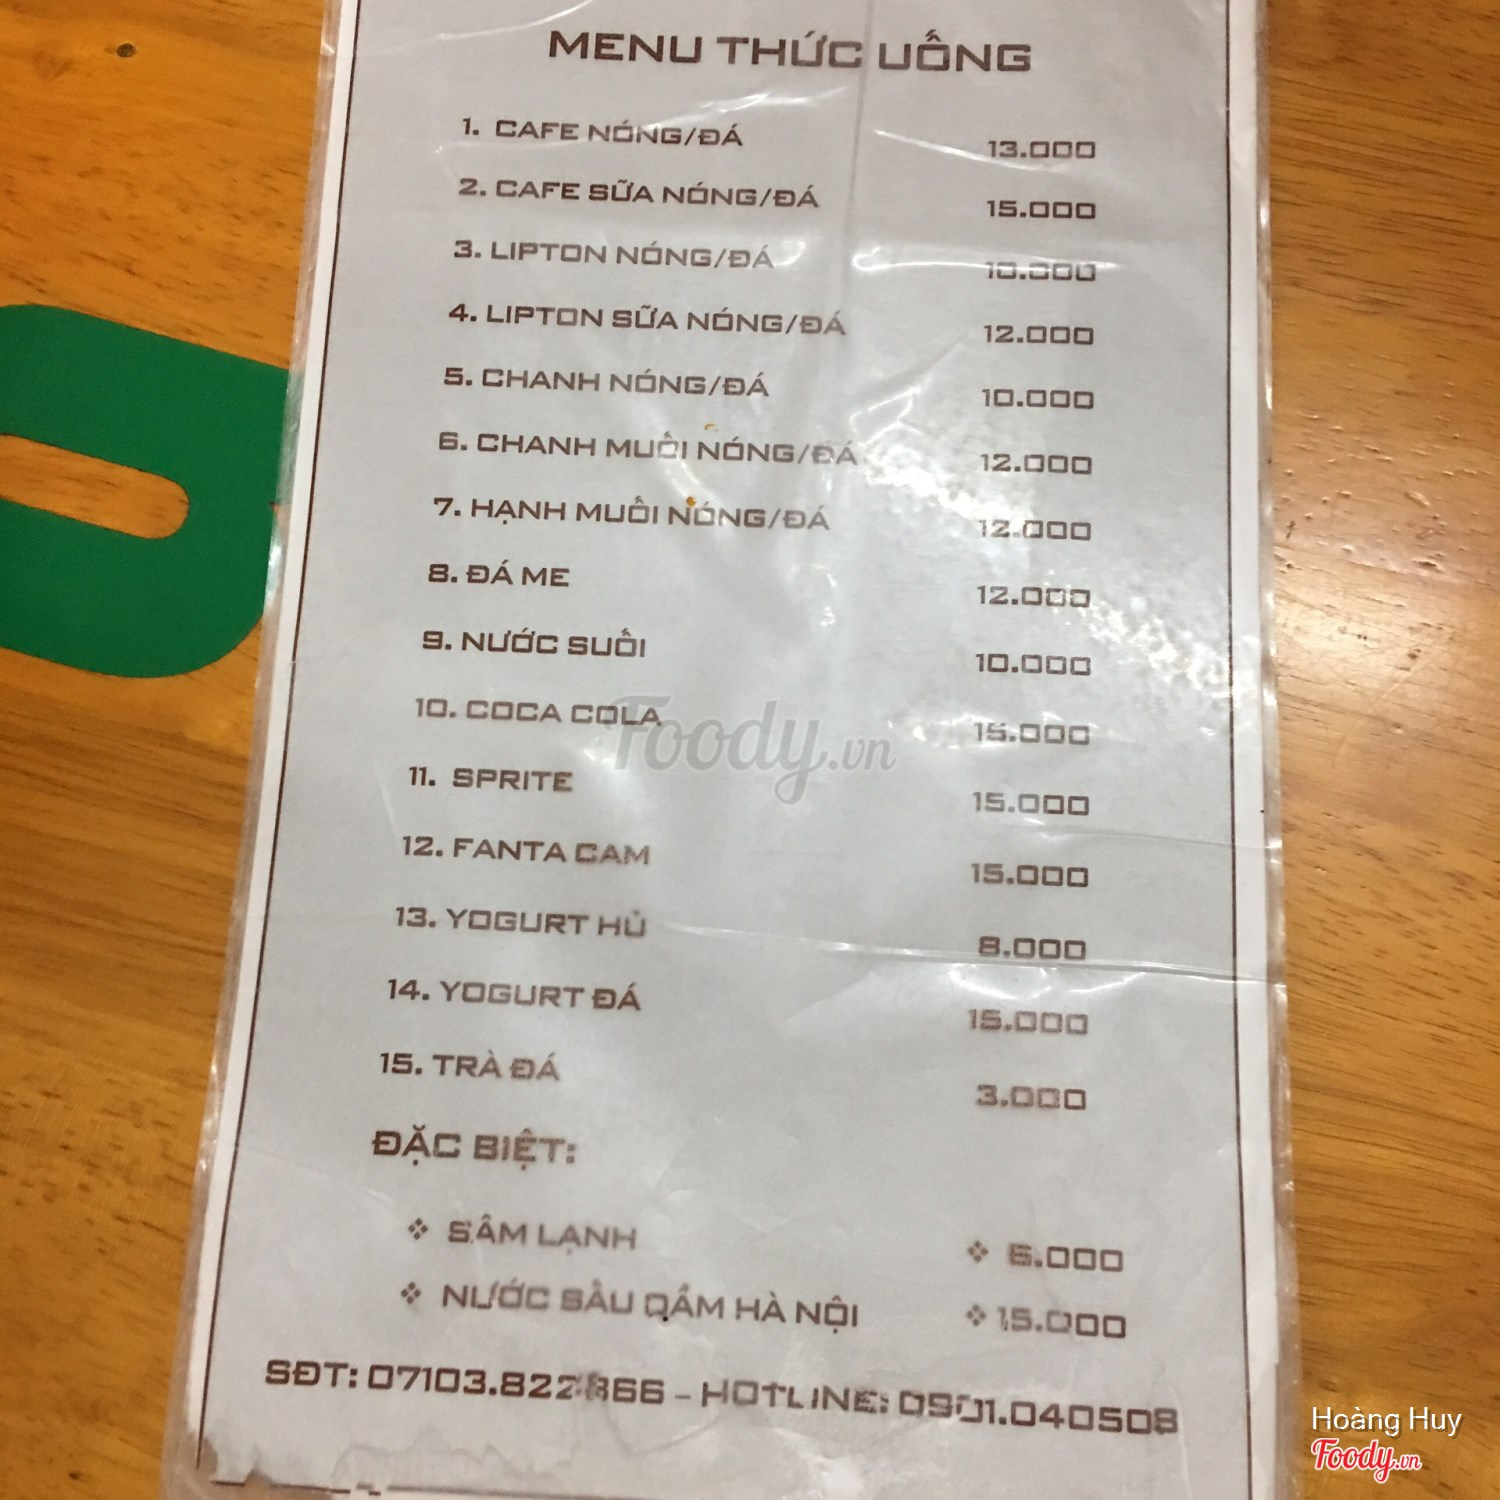 MENU THỨC UỐNG
1. CAFE NÓNG/ĐÁ 13.000
2. CAFE SỮA NÓNG/ĐÁ 15.000
3. LIPTON NÓNG/ĐÁ 10.000
4. LIPTON SỮA NÓNG/ĐÁ 12.000
5. CHANH NÓNG/ĐÁ 10.000
6. CHANH MUỐI NÓNG/ĐÁ 12.000
7. HẠNH MUỐI NÓNG/ĐÁ 12.000
8. ĐÁ ME 12.000
9. NƯỚC SUỐI 10.000
10. COCA COLA 15.000
11. SPRITE 15.000
12. FANTA CAM 15.000
13. YOGURT HỦ 8.000
14. YOGURT ĐÁ 15.000
15. TRÀ ĐÁ 3.000
ĐẶC BIỆT:
❖ SÂM LẠNH ❖ 6.000
❖ NƯỚC SẤU DẦM HÀ NỘI ❖ 15.000
SĐT: - HOTLINE: 0901.040508
Foody.vn
Hoàng Huy
Foody.vn